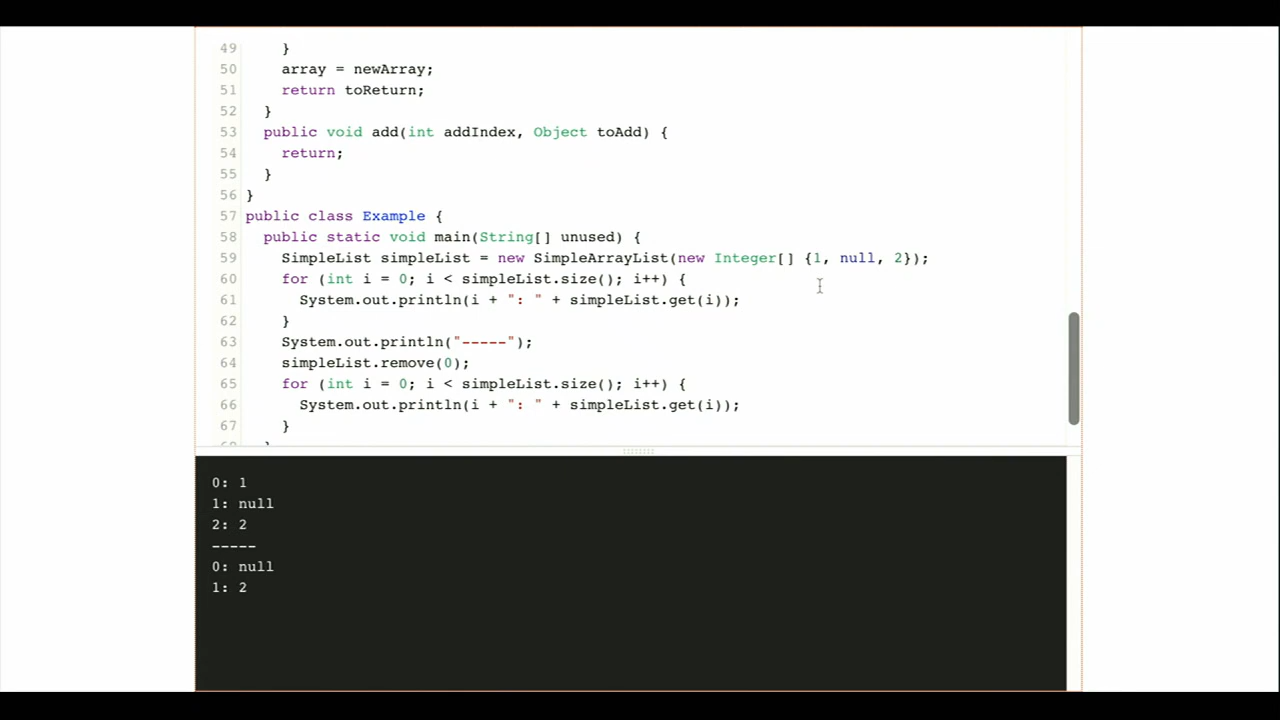 49     }
50     array = newArray;
51     return toReturn;
52   }
53   public void add(int addIndex, Object toAdd) {
54     return;
55   }
56 }
57 public class Example {
58   public static void main(String[] unused) {
59     SimpleList simpleList = new SimpleArrayList(new Integer[] {1, null, 2});
60     for (int i = 0; i < simpleList.size(); i++) {
61       System.out.println(i + ": " + simpleList.get(i));
62     }
63     System.out.println("-----");
64     simpleList.remove(0);
65     for (int i = 0; i < simpleList.size(); i++) {
66       System.out.println(i + ": " + simpleList.get(i));
67     }
0: 1
1: null
2: 2
-----
0: null
1: 2